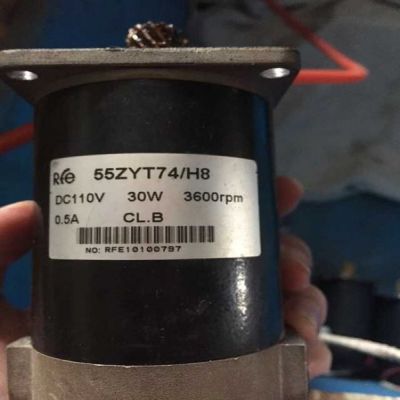 Rfe 55ZYT74/H8
DC110V 30W 3600rpm
0.5A CL.B
NO: RFE10100797